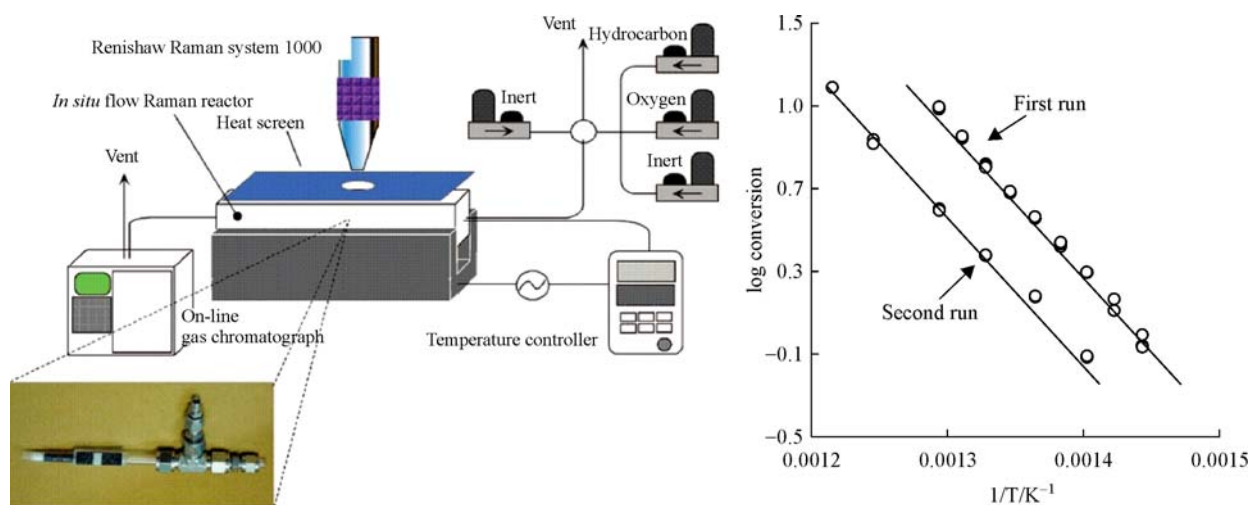 Renishaw Raman system 1000
In situ flow Raman reactor
Heat screen
Vent
Vent
Hydrocarbon
Inert
Oxygen
Inert
On-line
gas chromatograph
Temperature controller
1.5
1.0
0.7
0.3
−0.1
−0.5
log conversion
First run
Second run
0.0012
0.0013
0.0014
0.0015
1/T/K⁻¹